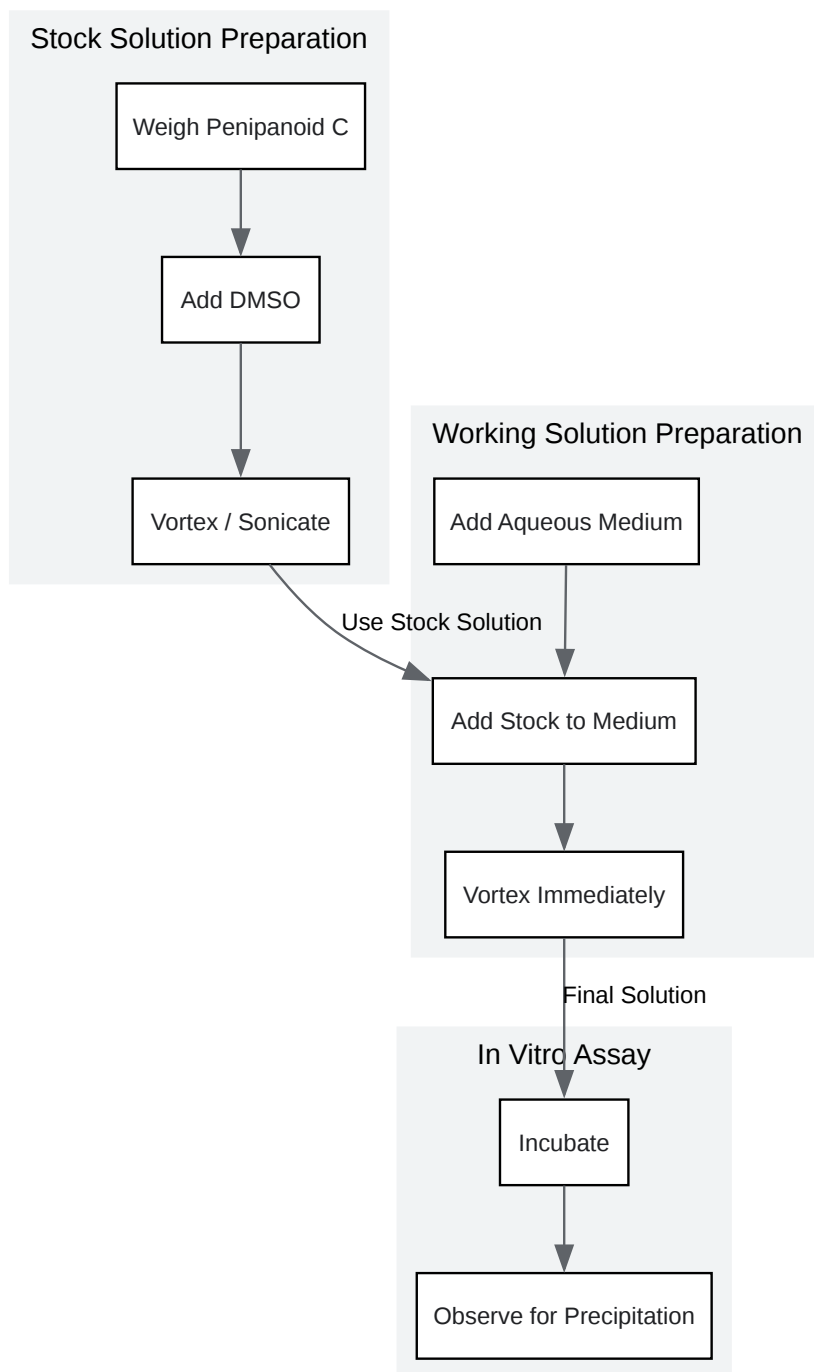 Stock Solution Preparation
Weigh Penipanoid C
Add DMSO
Vortex / Sonicate
Working Solution Preparation
Add Aqueous Medium
Use Stock Solution
Add Stock to Medium
Vortex Immediately
Final Solution
In Vitro Assay
Incubate
Observe for Precipitation